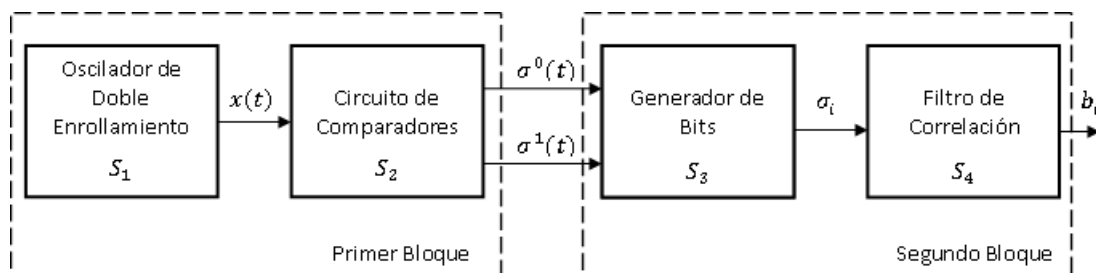 Oscilador de
Doble
Enrollamiento
S₁
x(t)
Circuito de
Comparadores
S₂
σ⁰(t)
σ¹(t)
Generador de
Bits
S₃
σᵢ
Filtro de
Correlación
S₄
bᵢ
Primer Bloque
Segundo Bloque